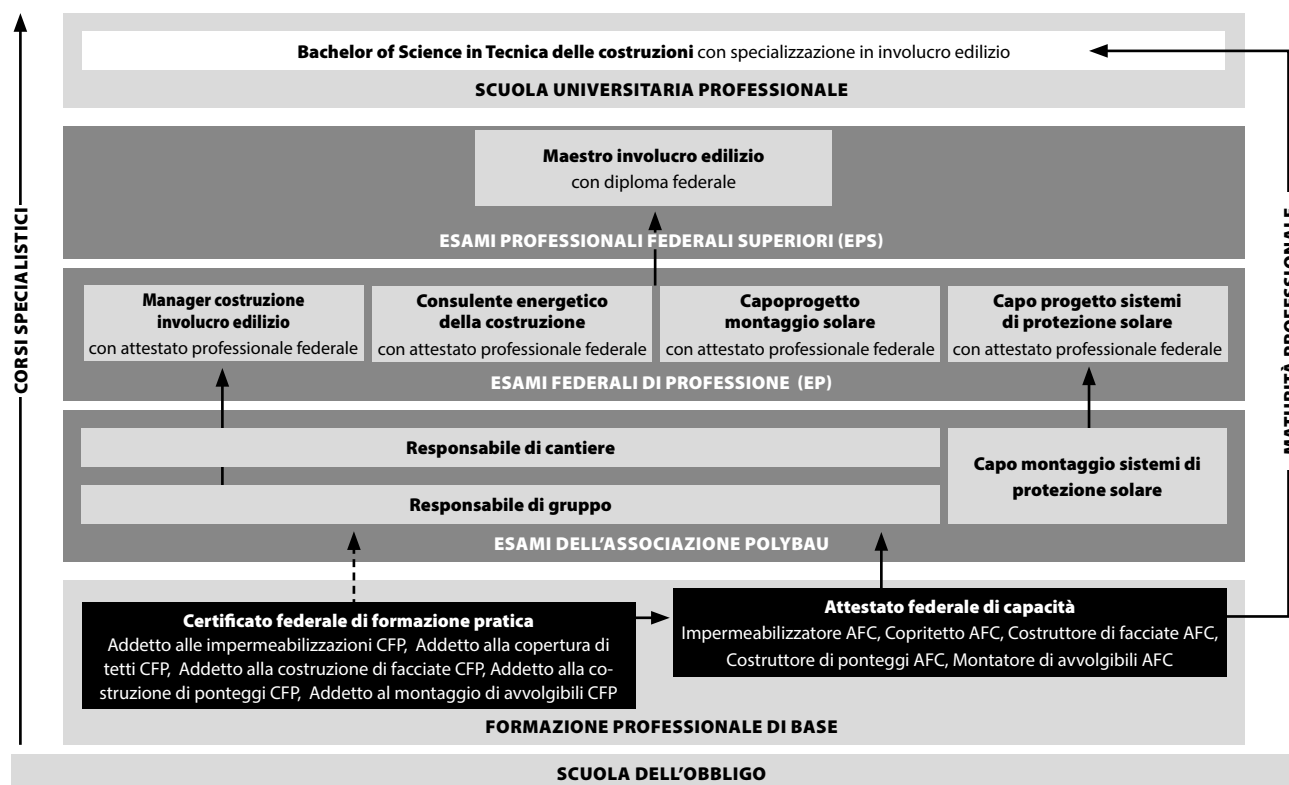 Bachelor of Science in Tecnica delle costruzioni con specializzazione in involucro edilizio
SCUOLA UNIVERSITARIA PROFESSIONALE
Maestro involucro edilizio
con diploma federale
ESAMI PROFESSIONALI FEDERALI SUPERIORI (EPS)
Manager costruzione
involucro edilizio
con attestato professionale federale
Consulente energetico
della costruzione
con attestato professionale federale
Capoprogetto
montaggio solare
con attestato professionale federale
Capo progetto sistemi
di protezione solare
con attestato professionale federale
ESAMI FEDERALI DI PROFESSIONE (EP)
Responsabile di cantiere
Responsabile di gruppo
Capo montaggio sistemi di
protezione solare
ESAMI DELL'ASSOCIAZIONE POLYBAU
Certificato federale di formazione pratica
Addetto alle impermeabilizzazioni CFP, Addetto alla copertura di
tetti CFP, Addetto alla costruzione di facciate CFP, Addetto alla co-
struzione di ponteggi CFP, Addetto al montaggio di avvolgibili CFP
Attestato federale di capacità
Impermeabilizzatore AFC, Copritetto AFC, Costruttore di facciate AFC,
Costruttore di ponteggi AFC, Montatore di avvolgibili AFC
FORMAZIONE PROFESSIONALE DI BASE
SCUOLA DELL'OBBLIGO
CORSI SPECIALISTICI
MATURITÀ PROFESSIONALE